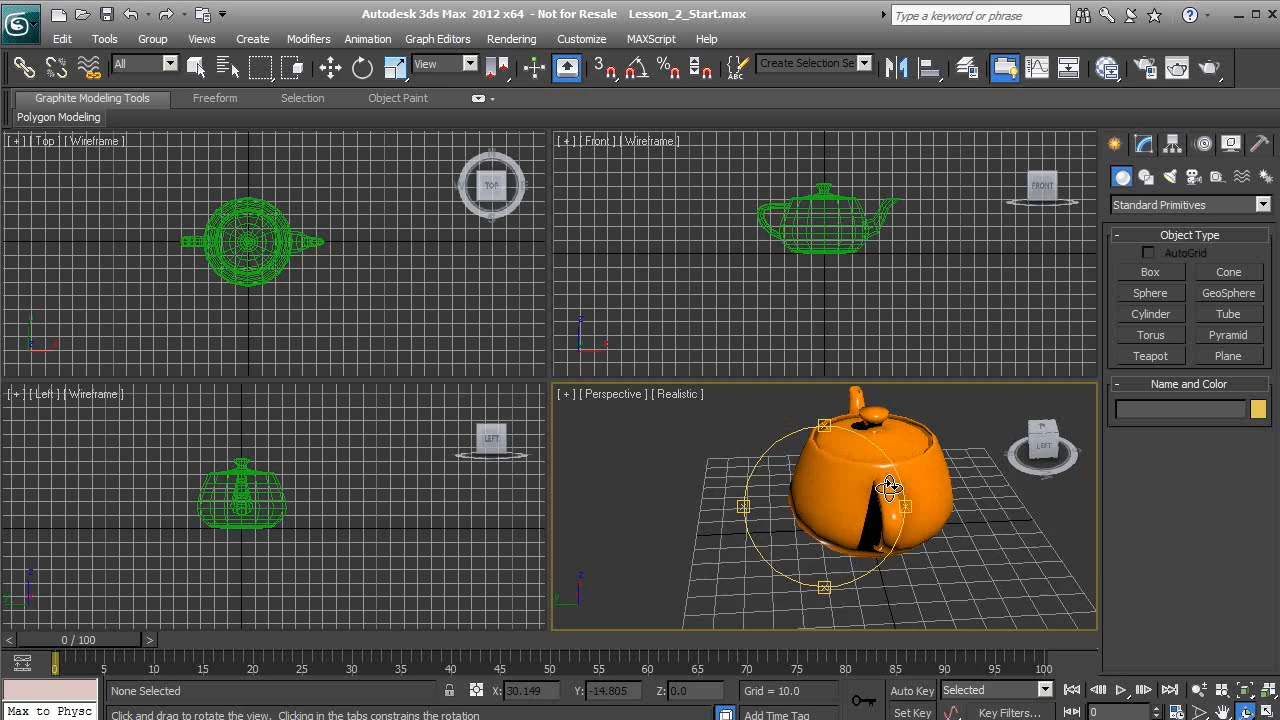 Autodesk 3ds Max 2012 x64 - Not for Resale Lesson_2_Start.max
Type a keyword or phrase
Edit Tools Group Views Create Modifiers Animation Graph Editors Rendering Customize MAXScript Help
All
View
3
Create Selection Se
Graphite Modeling Tools Freeform Selection Object Paint
Polygon Modeling
[ + ] [ Top ] [ Wireframe ]
TOP
[ + ] [ Front ] [ Wireframe ]
FRONT
Standard Primitives
Object Type
AutoGrid
Box Cone
Sphere GeoSphere
Cylinder Tube
Torus Pyramid
Teapot Plane
Name and Color
[ + ] [ Left ] [ Wireframe ]
LEFT
[ + ] [ Perspective ] [ Realistic ]
LEFT
< 0 / 100 >
0 5 10 15 20 25 30 35 40 45 50 55 60 65 70 75 80 85 90 95 100
None Selected X: 30.149 Y: -14.805 Z: 0.0 Grid = 10.0 Auto Key Selected
Max to Physc Click and drag to rotate the view. Clicking in the tabs constrains the rotation Add Time Tag Set Key Key Filters... 0